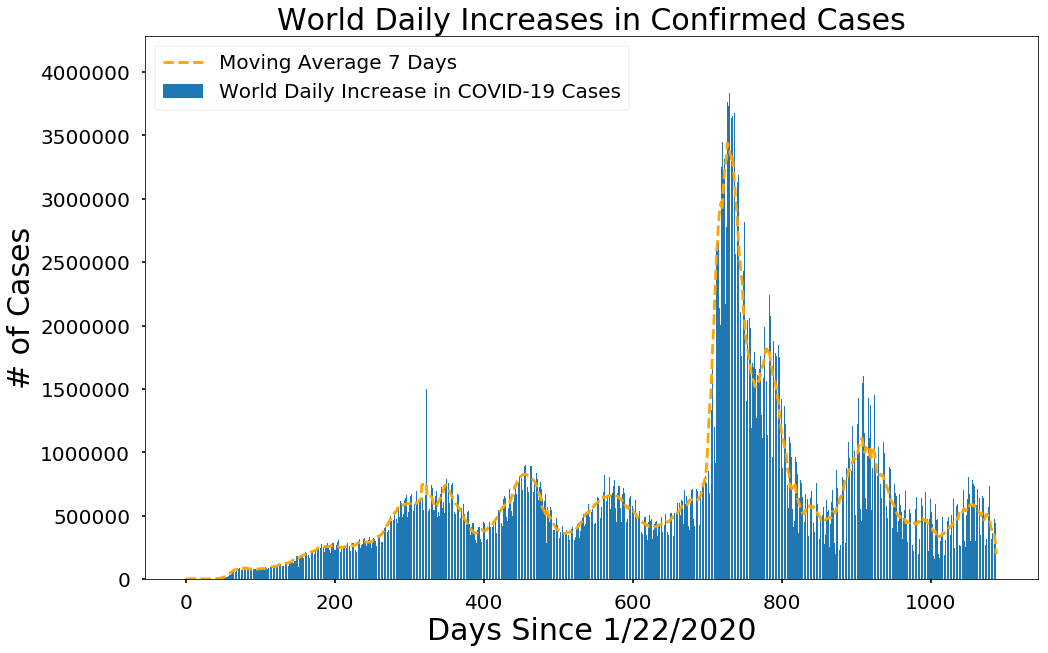 World Daily Increases in Confirmed Cases
Moving Average 7 Days
World Daily Increase in COVID-19 Cases
4000000
3500000
3000000
2500000
2000000
1500000
1000000
500000
0
# of Cases
0 200 400 600 800 1000
Days Since 1/22/2020